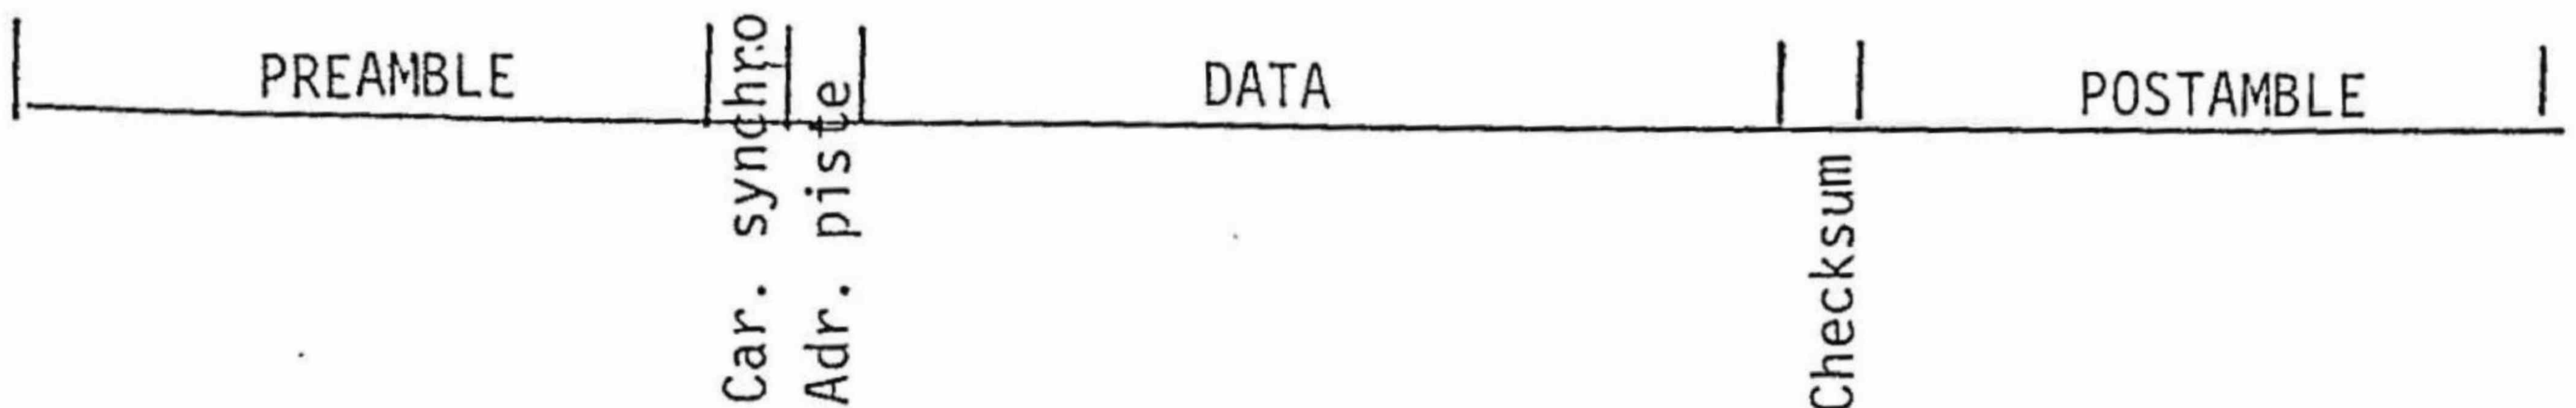 PREAMBLE
Car. synchro
Adr. piste
DATA
Checksum
POSTAMBLE